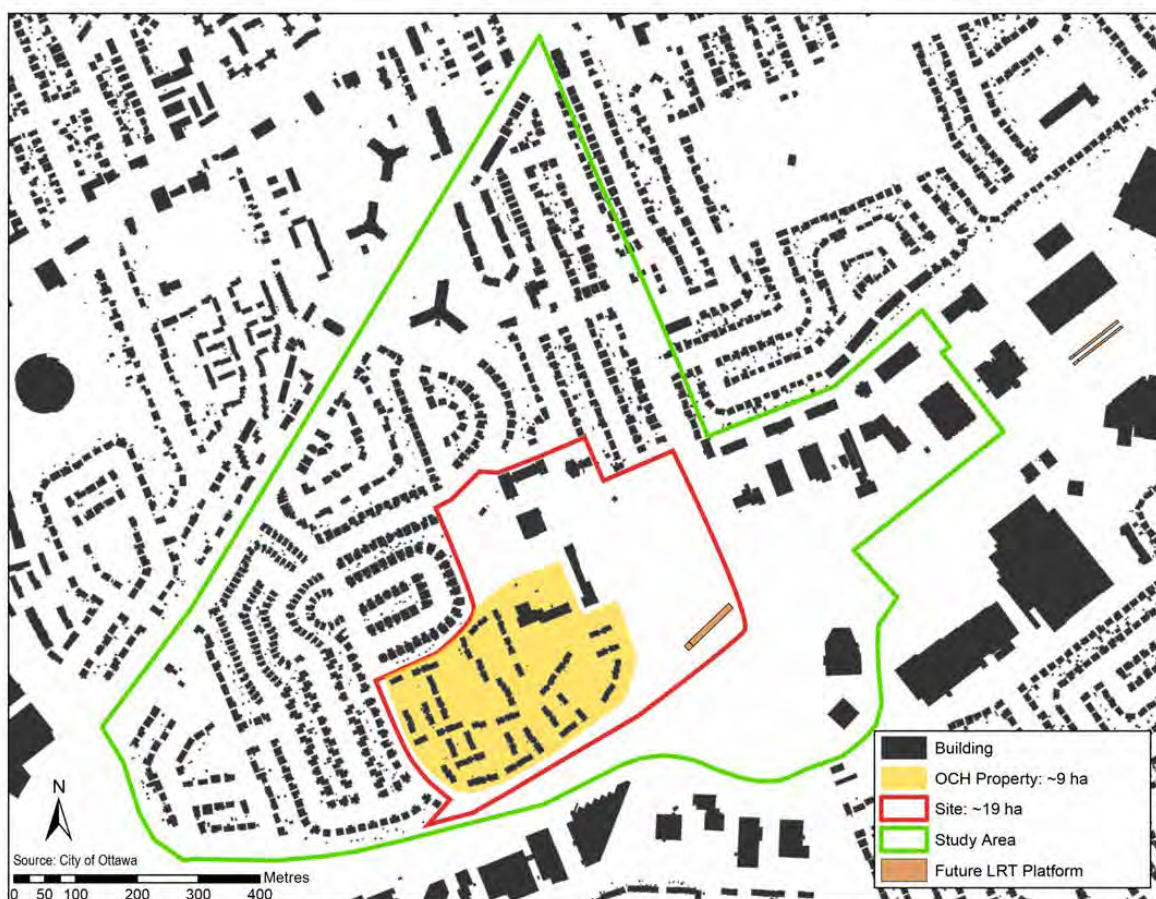 Building
OCH Property: ~9 ha
Site: ~19 ha
Study Area
Future LRT Platform
N
Source: City of Ottawa
Metres
0 50 100 200 300 400